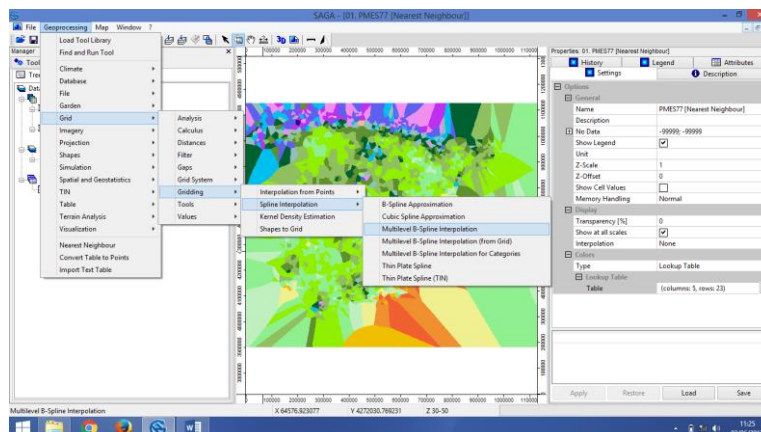 SAGA - [01. PMES77 [Nearest Neighbour]]
File Geoprocessing Map Window ?
Load Tool Library
Find and Run Tool
Climate
Database
File
Garden
Grid
Imagery
Projection
Shapes
Simulation
Spatial and Geostatistics
TIN
Table
Terrain Analysis
Visualization
Nearest Neighbour
Convert Table to Points
Import Text Table
Analysis
Calculus
Distances
Filter
Gaps
Grid System
Gridding
Tools
Values
Interpolation from Points
Spline Interpolation
Kernel Density Estimation
Shapes to Grid
B-Spline Approximation
Cubic Spline Approximation
Multilevel B-Spline Interpolation
Multilevel B-Spline Interpolation (from Grid)
Multilevel B-Spline Interpolation for Categories
Thin Plate Spline
Thin Plate Spline (TIN)
Manager
Properties: 01. PMES77 [Nearest Neighbour]
History Legend Attributes
Settings Description
Options
General
Name PMES77 [Nearest Neighbour]
Description
No Data -99999; -99999
Show Legend
Unit
Z-Scale 1
Z-Offset 0
Show Cell Values
Memory Handling Normal
Display
Transparency [%] 0
Show at all scales
Interpolation None
Colors
Type Lookup Table
Lookup Table
Table (columns: 5, rows: 23)
Apply Restore Load Save
Multilevel B-Spline Interpolation X 64576,923077 Y 4272030,769231 Z 30-50
11:25